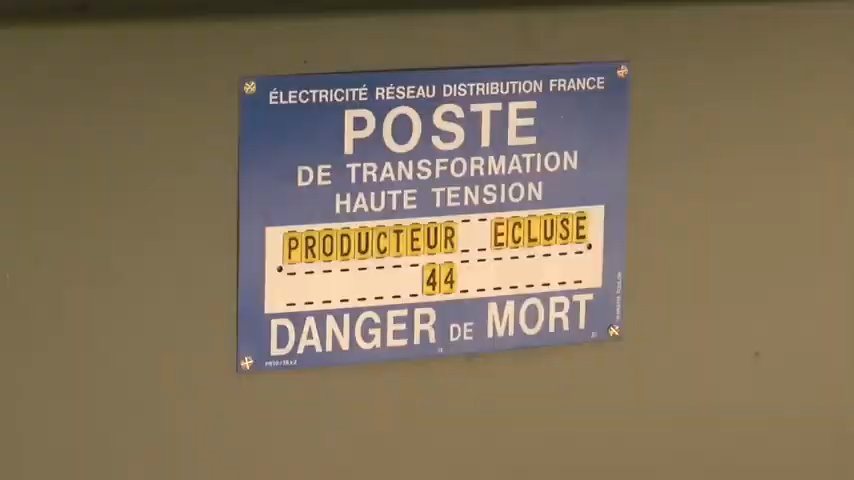 ÉLECTRICITÉ RÉSEAU DISTRIBUTION FRANCE
POSTE
DE TRANSFORMATION
HAUTE TENSION
PRODUCTEUR ECLUSE
44
DANGER DE MORT